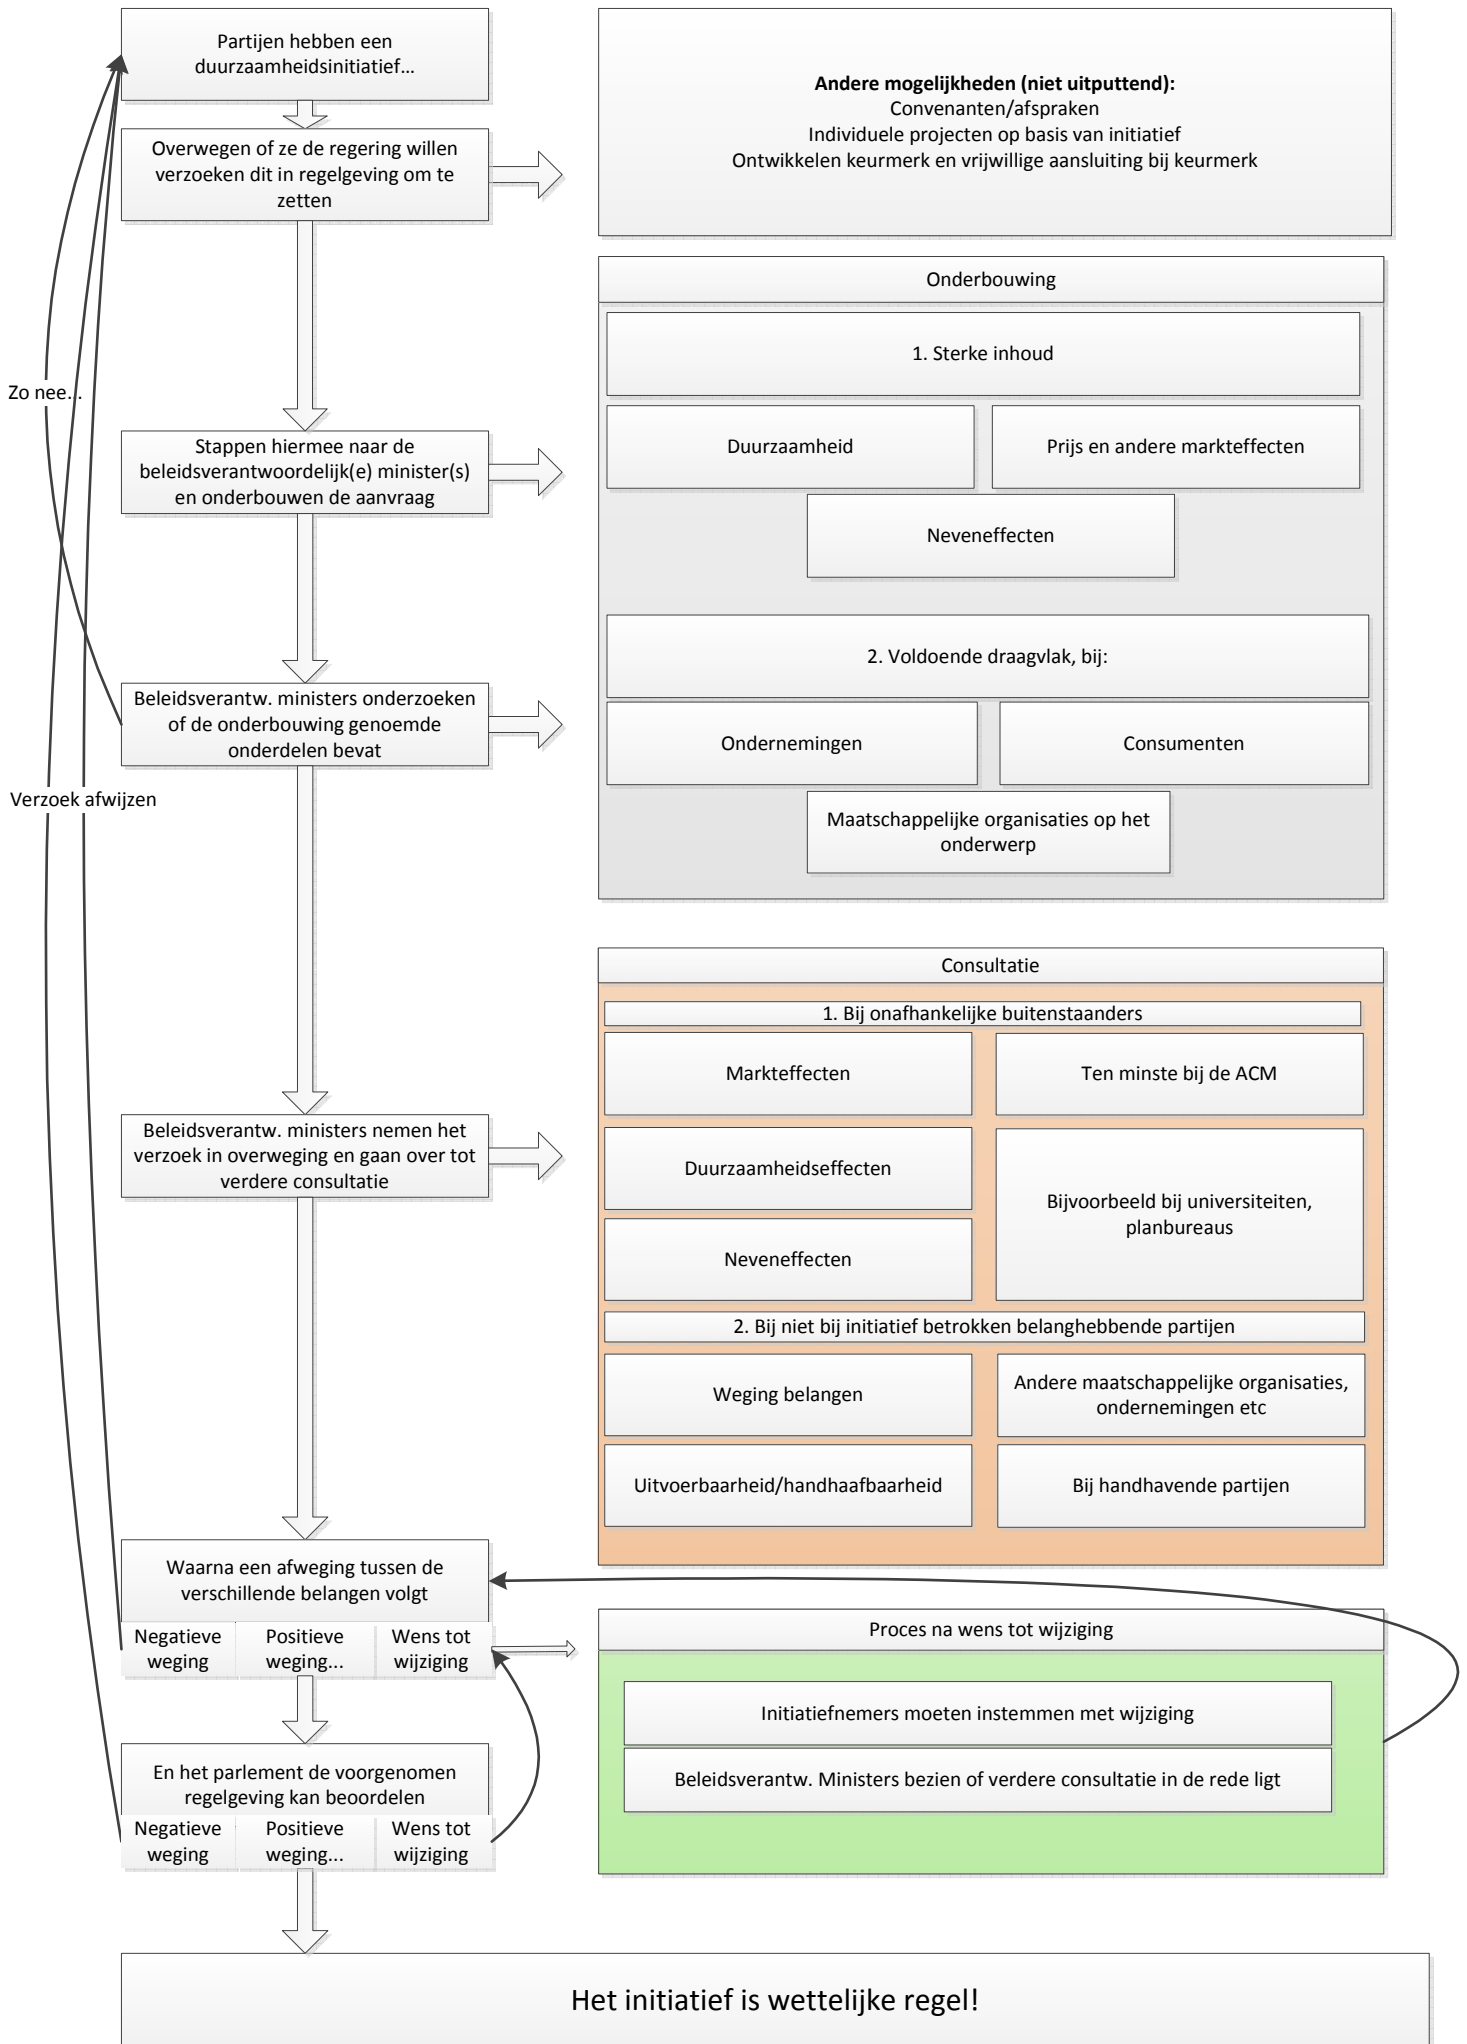 Partijen hebben een
duurzaamheidsinitiatief...
Andere mogelijkheden (niet uitputtend):
Convenanten/afspraken
Individuele projecten op basis van initiatief
Ontwikkelen keurmerk en vrijwillige aansluiting bij keurmerk
Overwegen of ze de regering willen
verzoeken dit in regelgeving om te
zetten
Onderbouwing
1. Sterke inhoud
Duurzaamheid
Prijs en andere markteffecten
Neveneffecten
Zo nee...
Stappen hiermee naar de
beleidsverantwoordelijk(e) minister(s)
en onderbouwen de aanvraag
2. Voldoende draagvlak, bij:
Ondernemingen
Consumenten
Maatschappelijke organisaties op het
onderwerp
Beleidsverantw. ministers onderzoeken
of de onderbouwing genoemde
onderdelen bevat
Verzoek afwijzen
Consultatie
1. Bij onafhankelijke buitenstaanders
Markteffecten
Ten minste bij de ACM
Beleidsverantw. ministers nemen het
verzoek in overweging en gaan over tot
verdere consultatie
Duurzaamheidseffecten
Bijvoorbeeld bij universiteiten,
planbureaus
Neveneffecten
2. Bij niet bij initiatief betrokken belanghebbende partijen
Weging belangen
Andere maatschappelijke organisaties,
ondernemingen etc
Uitvoerbaarheid/handhaafbaarheid
Bij handhavende partijen
Waarna een afweging tussen de
verschillende belangen volgt
Negatieve
weging
Positieve
weging...
Wens tot
wijziging
Proces na wens tot wijziging
Initiatiefnemers moeten instemmen met wijziging
Beleidsverantw. Ministers bezien of verdere consultatie in de rede ligt
En het parlement de voorgenomen
regelgeving kan beoordelen
Negatieve
weging
Positieve
weging...
Wens tot
wijziging
Het initiatief is wettelijke regel!